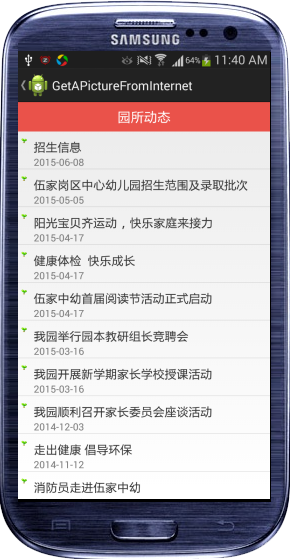 SAMSUNG
64% 11:40 AM
GetAPictureFromInternet
园所动态
招生信息
2015-06-08
伍家岗区中心幼儿园招生范围及录取批次
2015-05-05
阳光宝贝齐运动，快乐家庭来接力
2015-04-17
健康体检 快乐成长
2015-04-17
伍家中幼首届阅读节活动正式启动
2015-04-17
我园举行园本教研组长竞聘会
2015-03-16
我园开展新学期家长学校授课活动
2015-03-16
我园顺利召开家长委员会座谈活动
2014-12-03
走出健康 倡导环保
2014-11-12
消防员走进伍家中幼